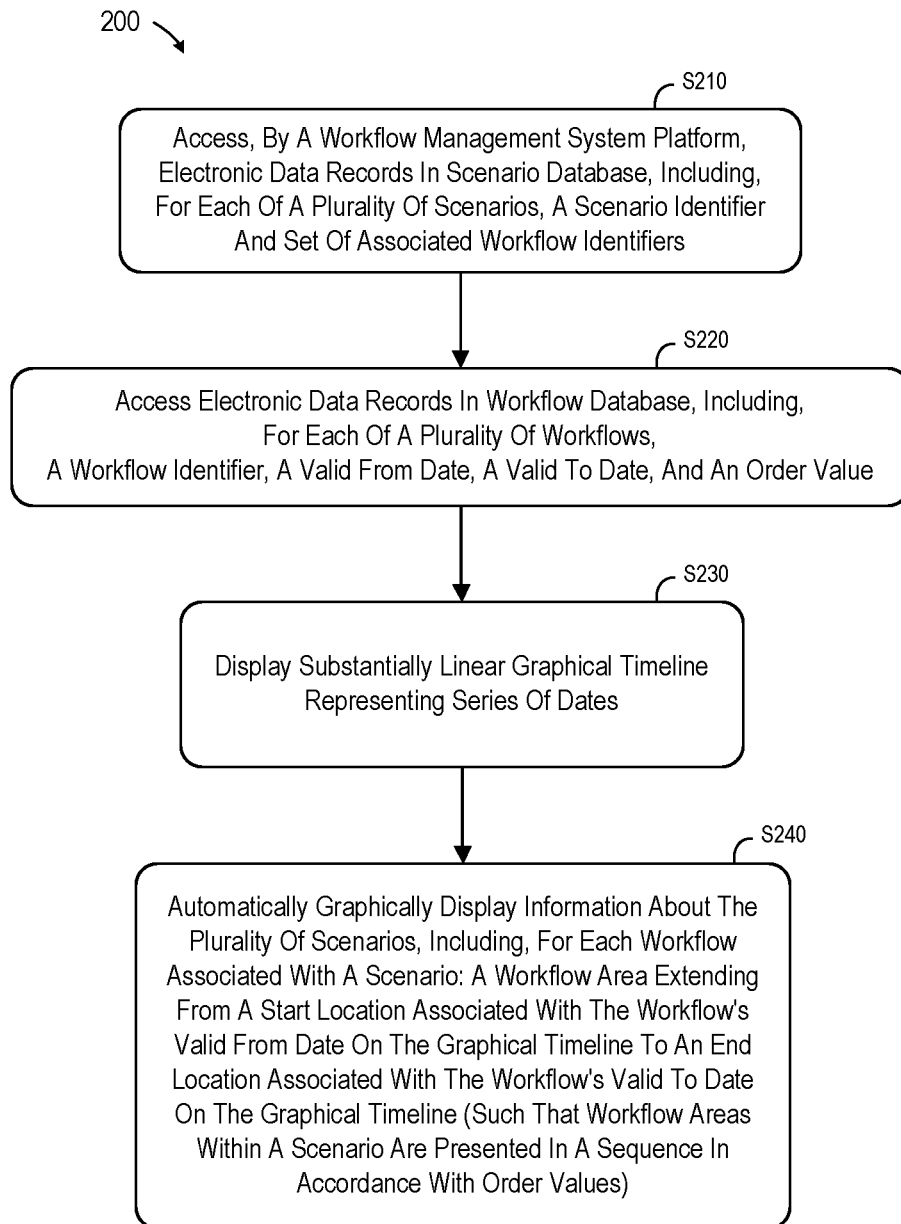 200
S210
Access, By A Workflow Management System Platform,
Electronic Data Records In Scenario Database, Including,
For Each Of A Plurality Of Scenarios, A Scenario Identifier
And Set Of Associated Workflow Identifiers
S220
Access Electronic Data Records In Workflow Database, Including,
For Each Of A Plurality Of Workflows,
A Workflow Identifier, A Valid From Date, A Valid To Date, And An Order Value
S230
Display Substantially Linear Graphical Timeline
Representing Series Of Dates
S240
Automatically Graphically Display Information About The
Plurality Of Scenarios, Including, For Each Workflow
Associated With A Scenario: A Workflow Area Extending
From A Start Location Associated With The Workflow's
Valid From Date On The Graphical Timeline To An End
Location Associated With The Workflow's Valid To Date
On The Graphical Timeline (Such That Workflow Areas
Within A Scenario Are Presented In A Sequence In
Accordance With Order Values)